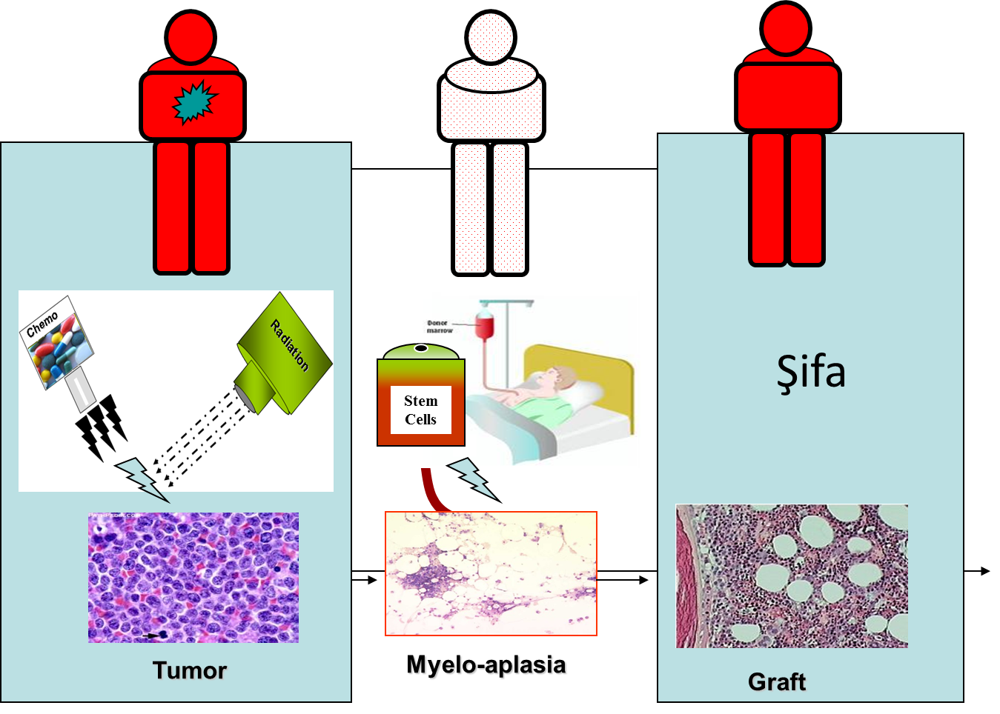 Chemo
Radiation
Tumor
Donor
marrow
Stem
Cells
Myelo-aplasia
Şifa
Graft